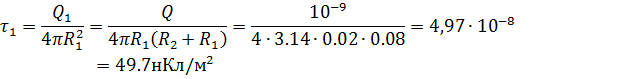 τ₁ = Q₁/(4πR₁²) = Q/(4πR₁(R₂ + R₁)) = 10⁻⁹/(4 · 3.14 · 0.02 · 0.08) = 4,97 · 10⁻⁸
= 49.7нКл/м²